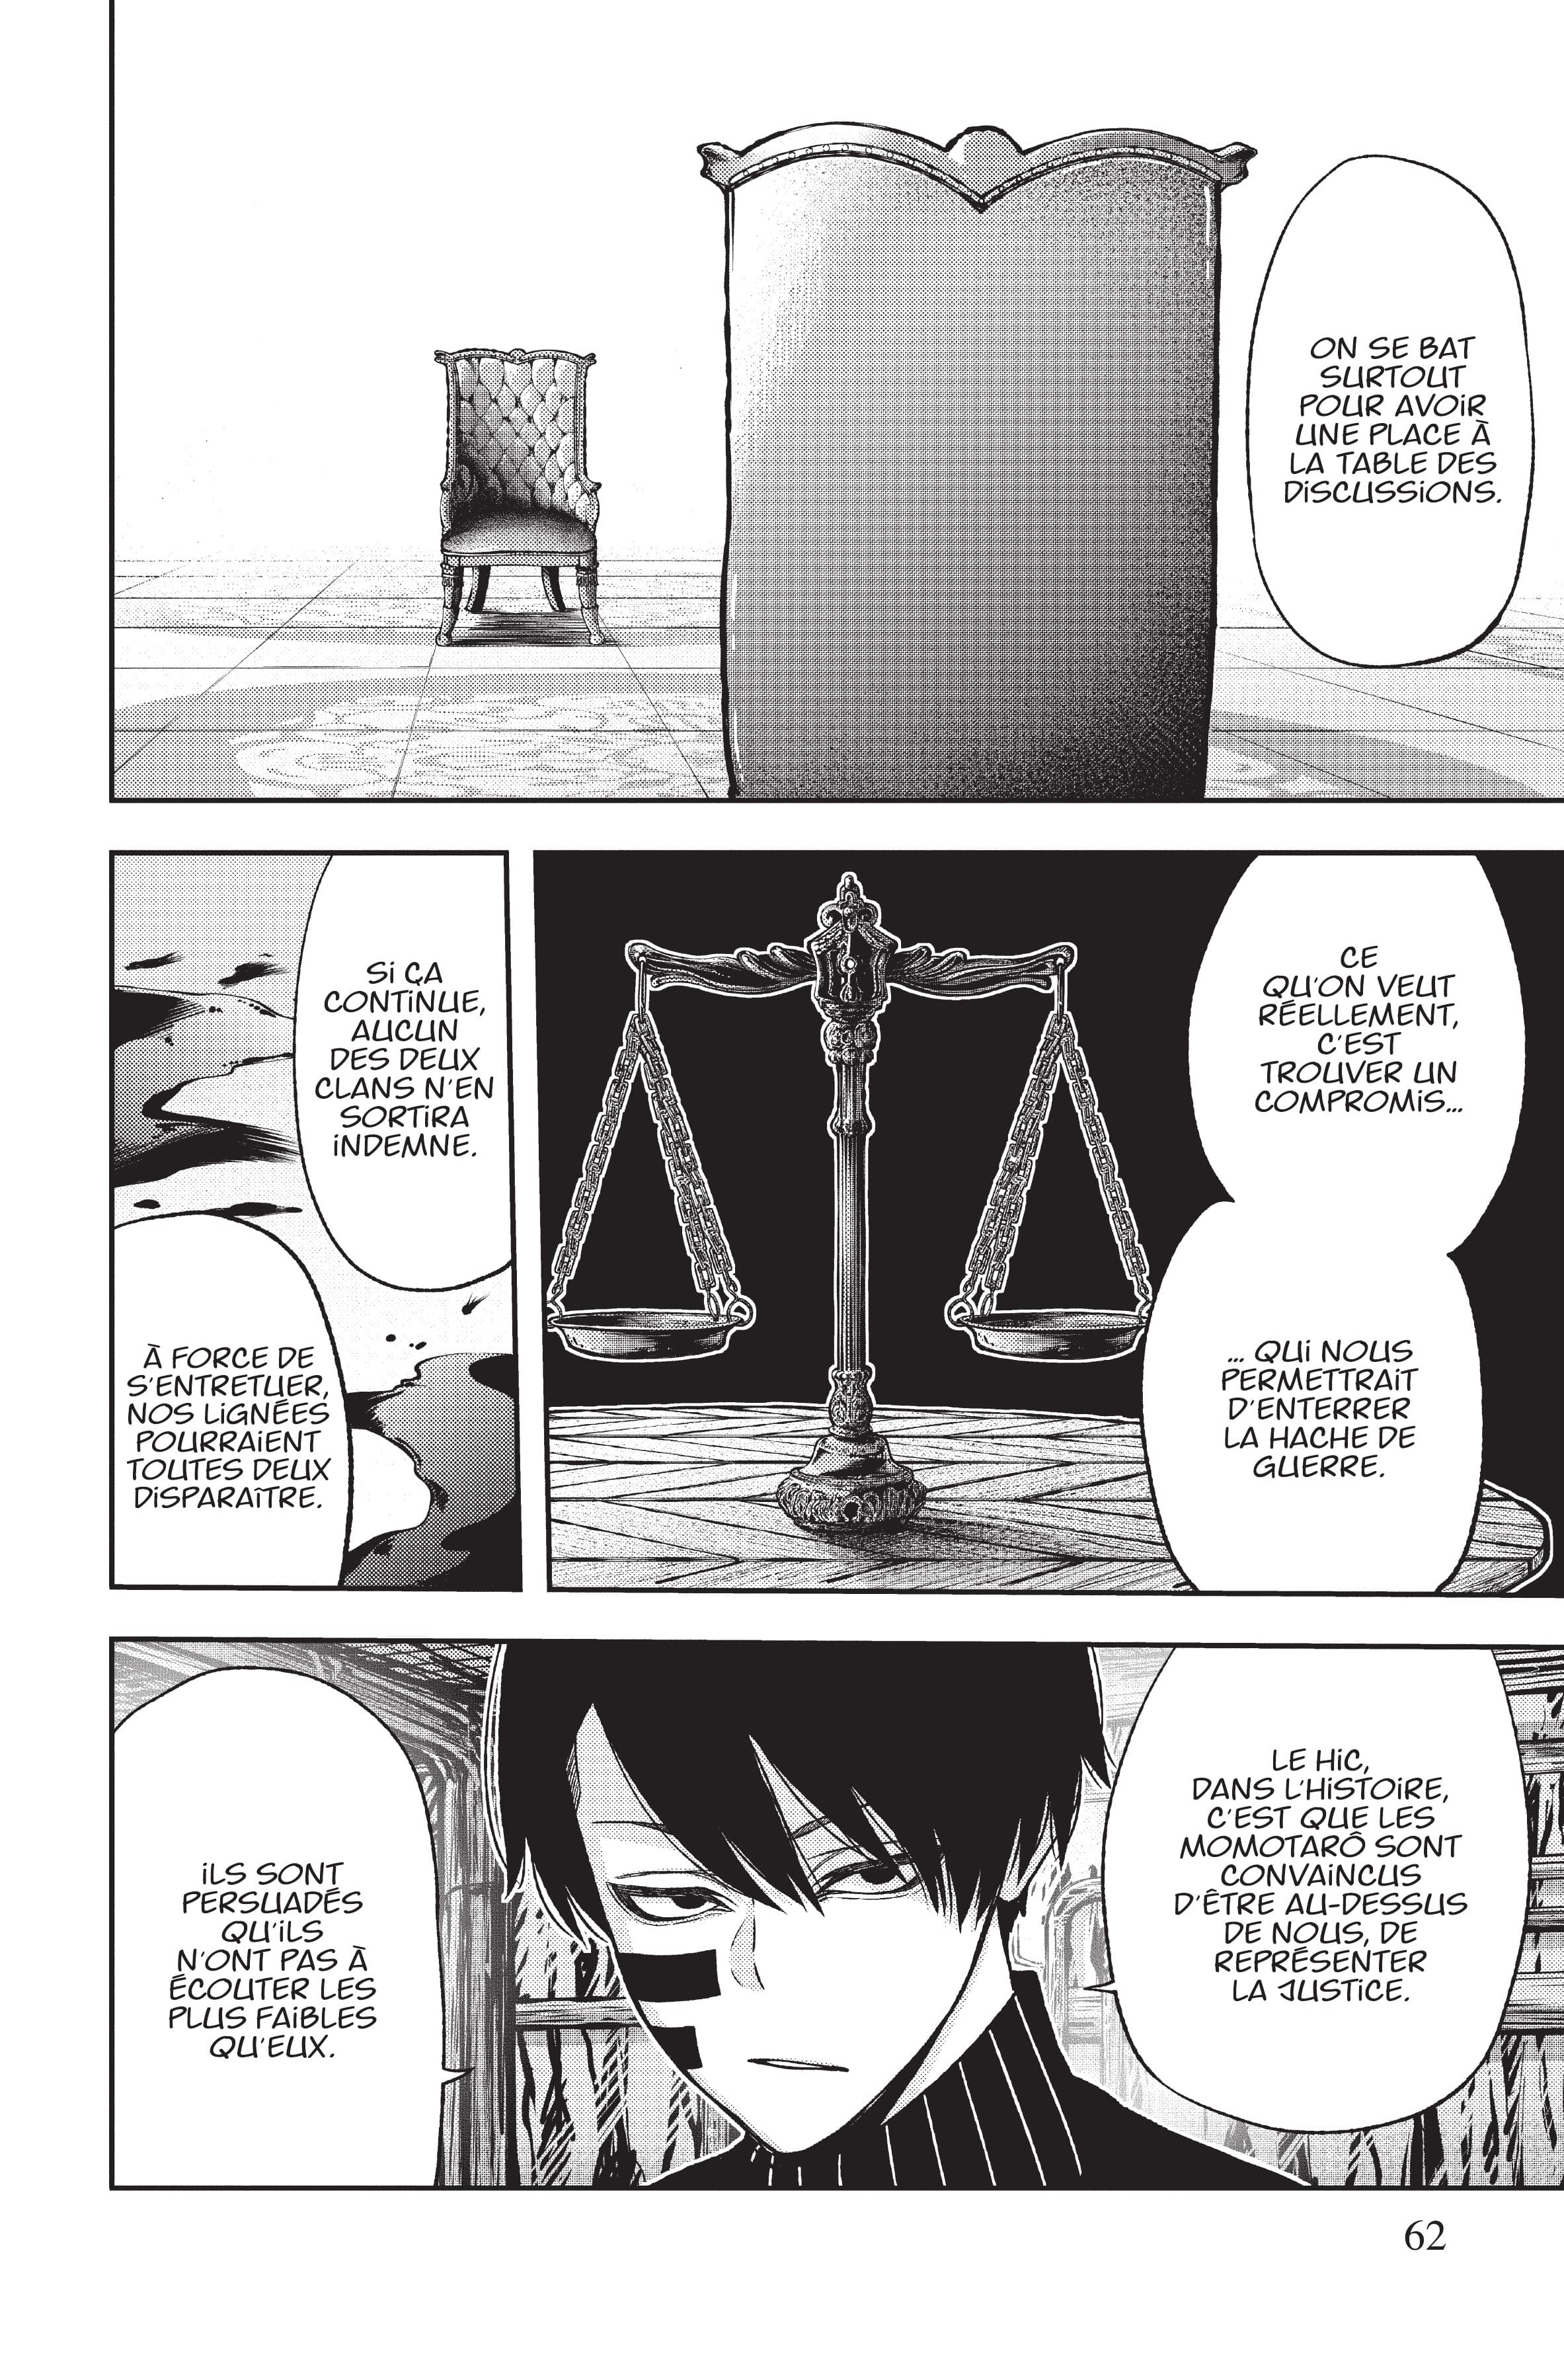 ON SE BAT
SURTOUT
POUR AVOIR
UNE PLACE À
LA TABLE DES
DISCUSSIONS.
CE
QU'ON VEUT
RÉELLEMENT,
C'EST
TROUVER UN
COMPROMIS...
... QUI NOUS
PERMETTRAIT
D'ENTERRER
LA HACHE DE
GUERRE.
SI ÇA
CONTINUE,
AUCUN
DES DEUX
CLANS N'EN
SORTIRA
INDEMNE.
À FORCE DE
S'ENTRETUER,
NOS LIGNÉES
POURRAIENT
TOUTES DEUX
DISPARAÎTRE.
LE HIC,
DANS L'HISTOIRE,
C'EST QUE LES
MOMOTARÔ SONT
CONVAINCUS
D'ÊTRE AU-DESSUS
DE NOUS, DE
REPRÉSENTER
LA JUSTICE.
ILS SONT
PERSUADÉS
QU'ILS
N'ONT PAS À
ÉCOUTER LES
PLUS FAIBLES
QU'EUX.
62